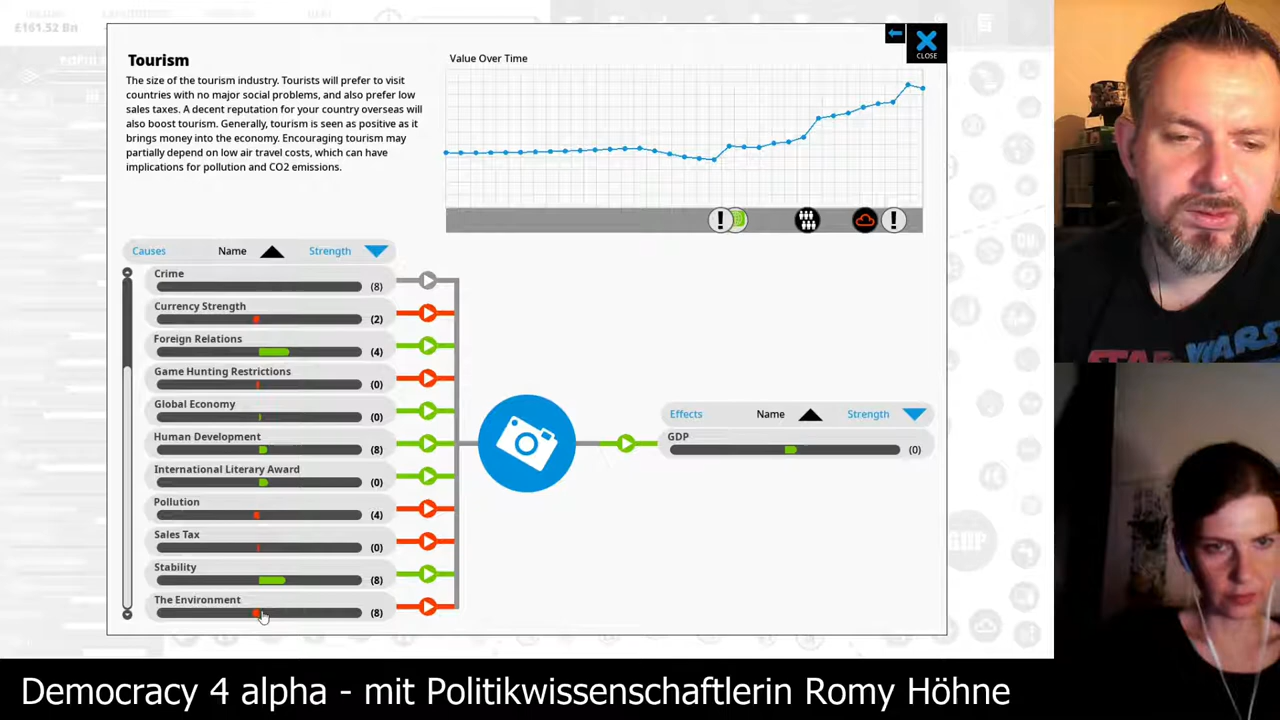 £161.52 Bn
Tourism
The size of the tourism industry. Tourists will prefer to visit
countries with no major social problems, and also prefer low
sales taxes. A decent reputation for your country overseas will
also boost tourism. Generally, tourism is seen as positive as it
brings money into the economy. Encouraging tourism may
partially depend on low air travel costs, which can have
implications for pollution and CO2 emissions.
Value Over Time
CLOSE
Causes Name Strength
Crime
(8)
Currency Strength
(2)
Foreign Relations
(4)
Game Hunting Restrictions
(0)
Global Economy
(0)
Human Development
(8)
International Literary Award
(0)
Pollution
(4)
Sales Tax
(0)
Stability
(8)
The Environment
(8)
Effects Name Strength
GDP
(0)
GDP
STAR WARS
Democracy 4 alpha - mit Politikwissenschaftlerin Romy Höhne